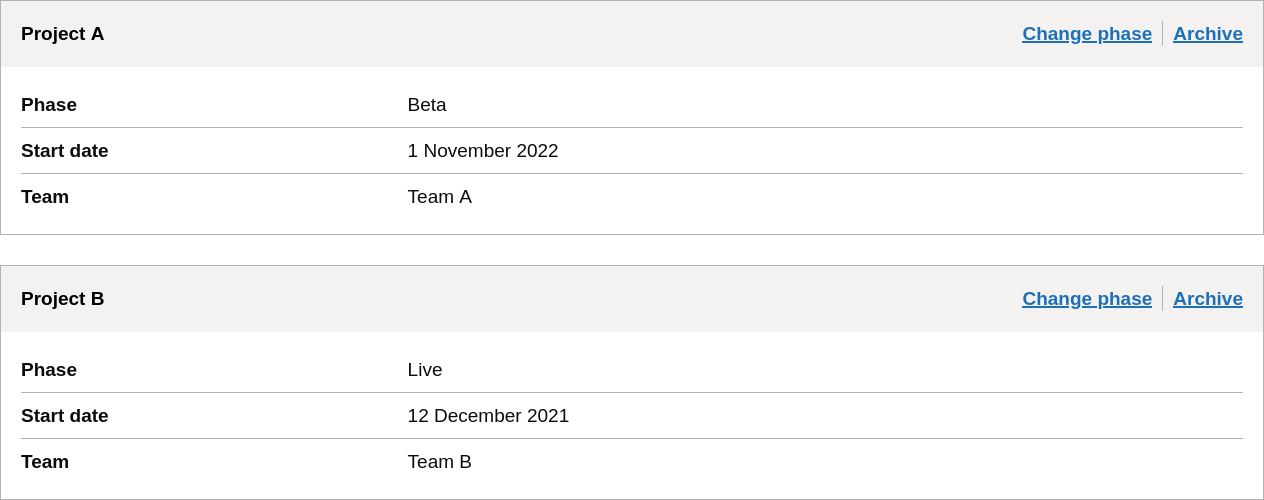 Project A Change phase Archive
Phase Beta
Start date 1 November 2022
Team Team A
Project B Change phase Archive
Phase Live
Start date 12 December 2021
Team Team B